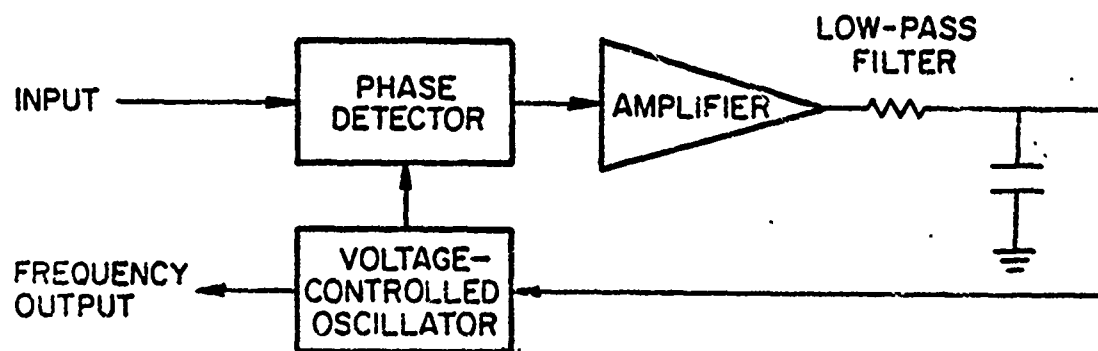 LOW-PASS
FILTER
INPUT
PHASE
DETECTOR
AMPLIFIER
FREQUENCY
OUTPUT
VOLTAGE-
CONTROLLED
OSCILLATOR